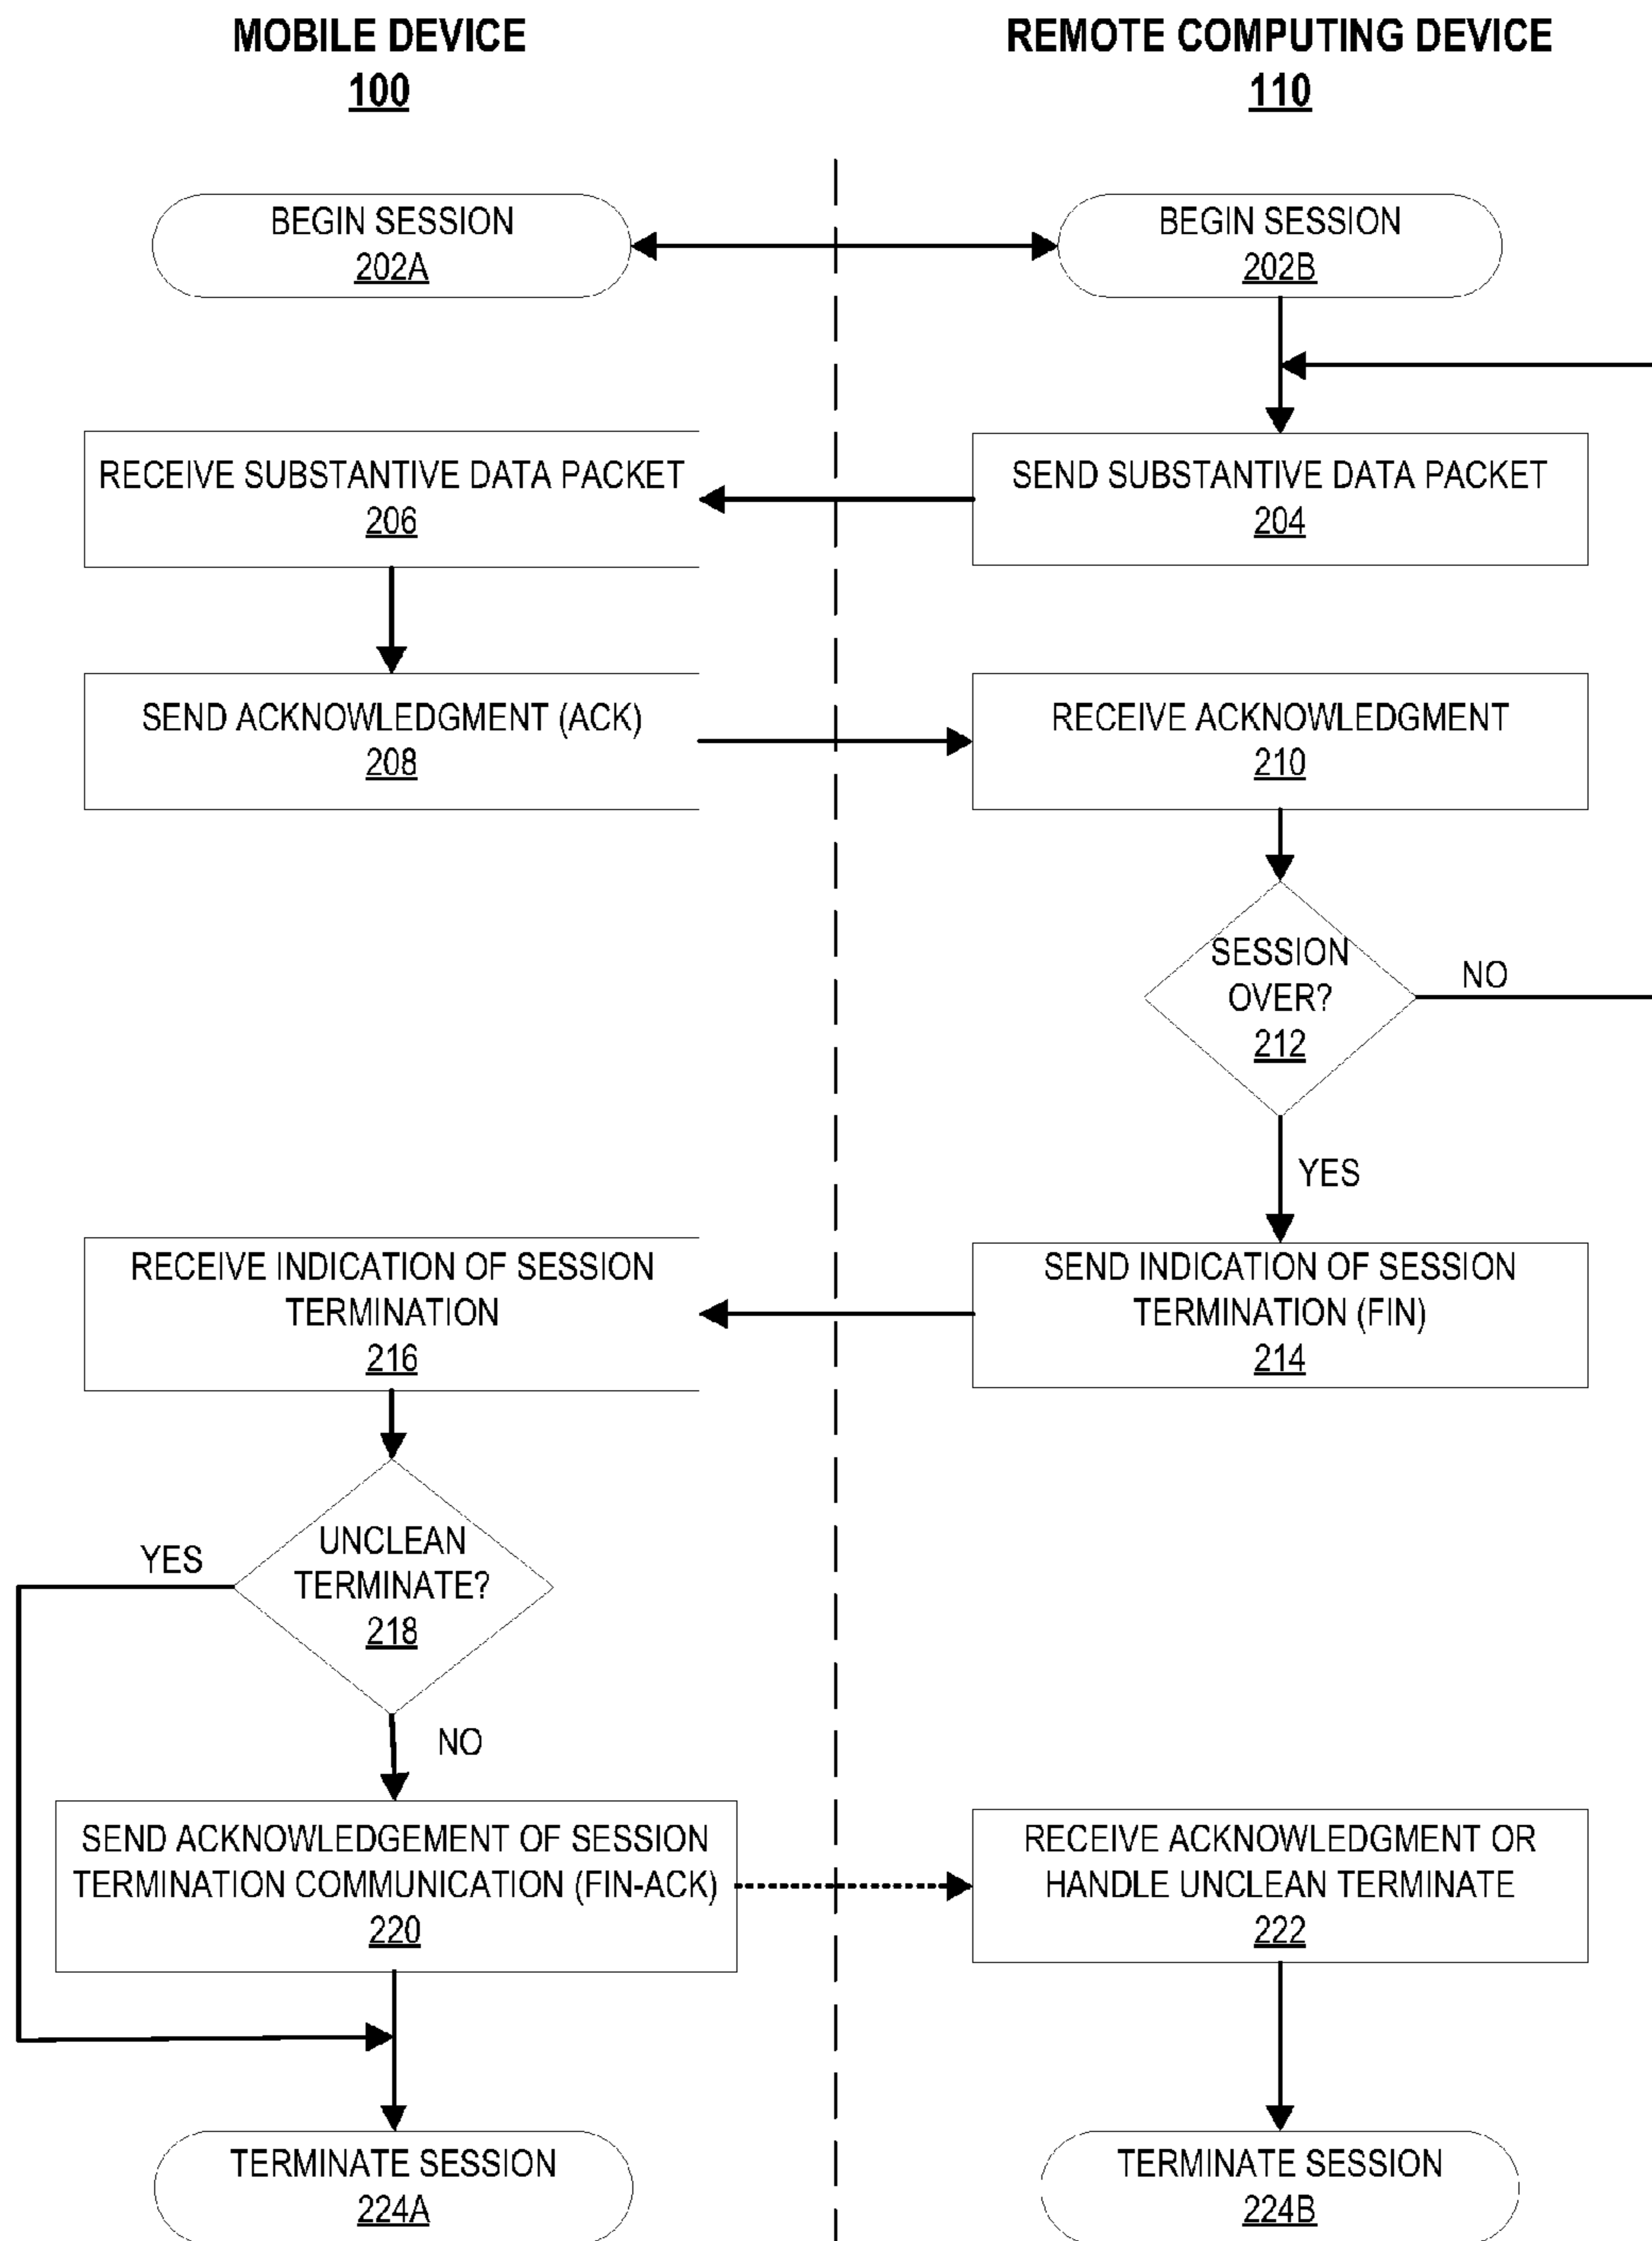 MOBILE DEVICE
100
REMOTE COMPUTING DEVICE
110
BEGIN SESSION
202A
BEGIN SESSION
202B
RECEIVE SUBSTANTIVE DATA PACKET
206
SEND SUBSTANTIVE DATA PACKET
204
SEND ACKNOWLEDGMENT (ACK)
208
RECEIVE ACKNOWLEDGMENT
210
SESSION
OVER?
212
NO
YES
RECEIVE INDICATION OF SESSION
TERMINATION
216
SEND INDICATION OF SESSION
TERMINATION (FIN)
214
UNCLEAN
TERMINATE?
218
YES
NO
SEND ACKNOWLEDGEMENT OF SESSION
TERMINATION COMMUNICATION (FIN-ACK)
220
RECEIVE ACKNOWLEDGMENT OR
HANDLE UNCLEAN TERMINATE
222
TERMINATE SESSION
224A
TERMINATE SESSION
224B